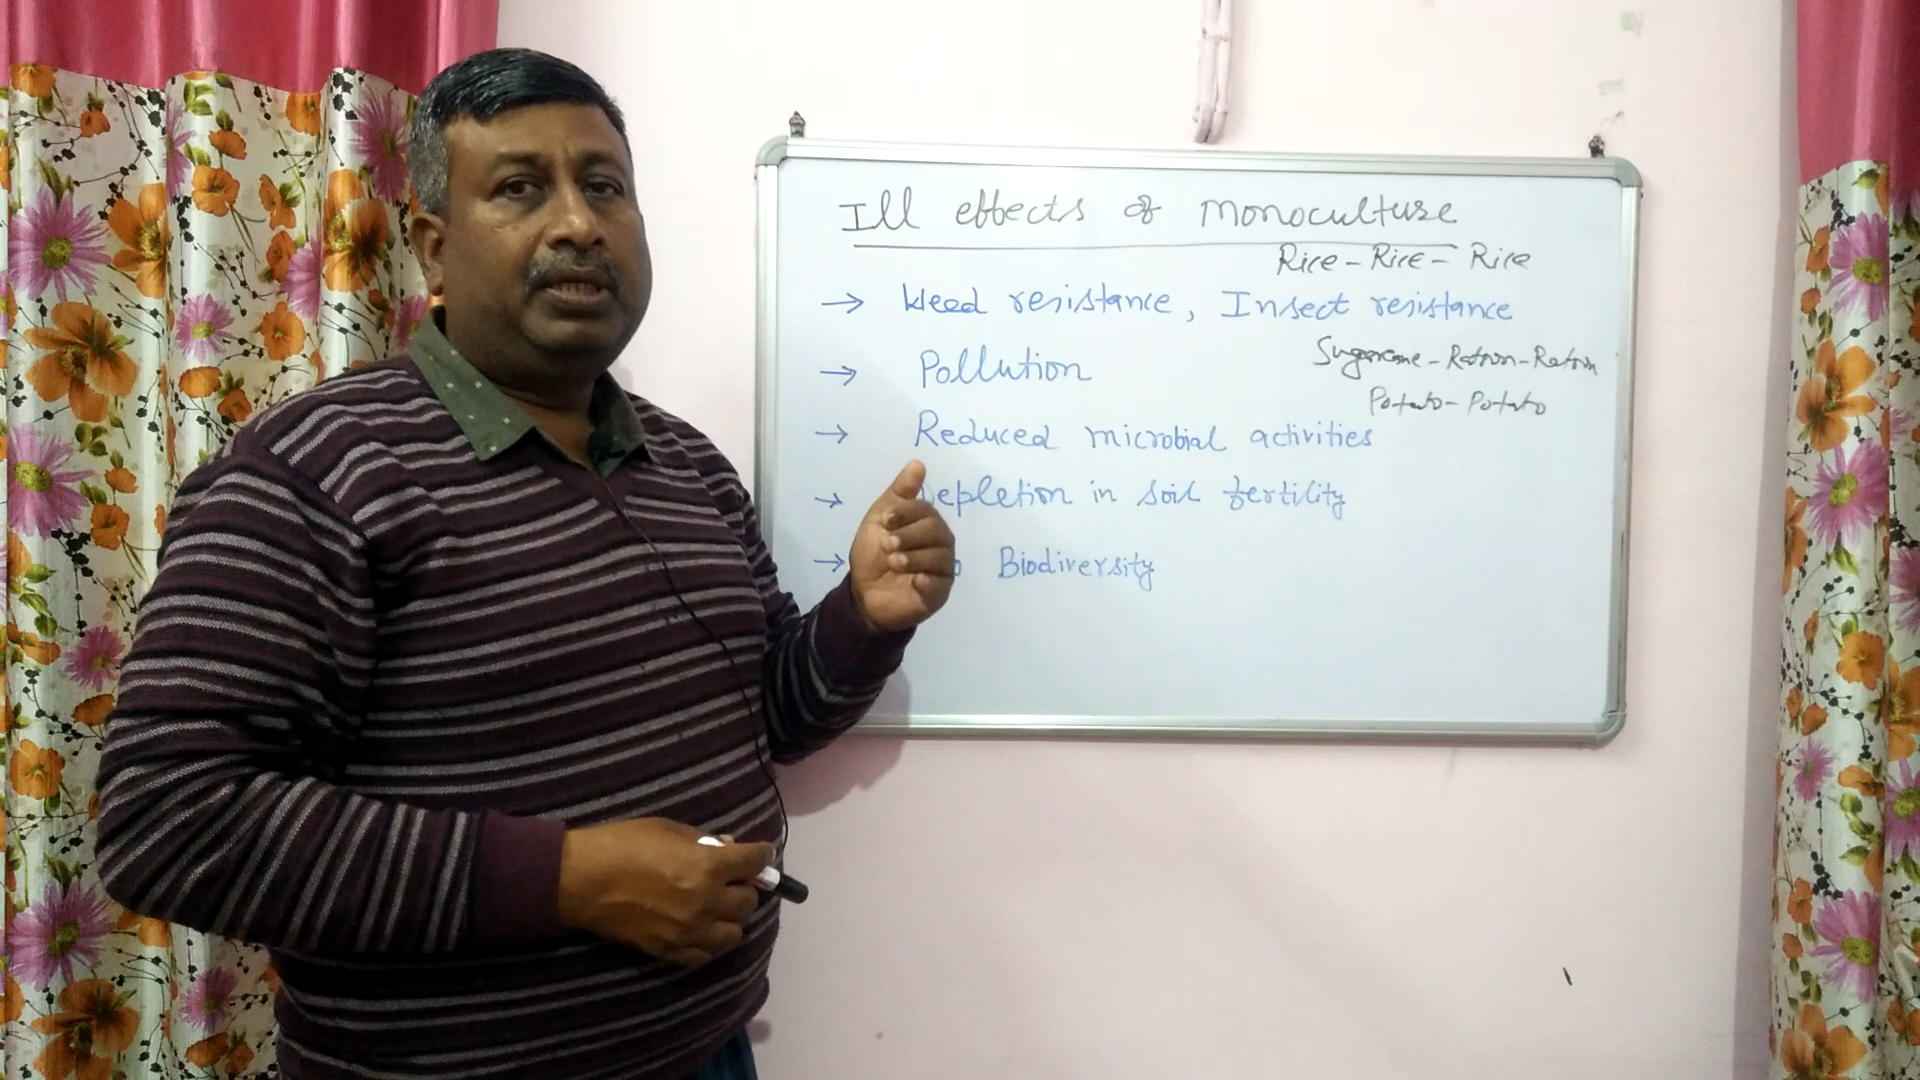 Ill effects of Monoculture
Rice - Rice - Rice
→ Weed resistance, Insect resistance
Sugarcane - Ratoon - Ratoon
→ Pollution
Potato - Potato
→ Reduced microbial activities
→ Depletion in soil fertility
→ Biodiversity